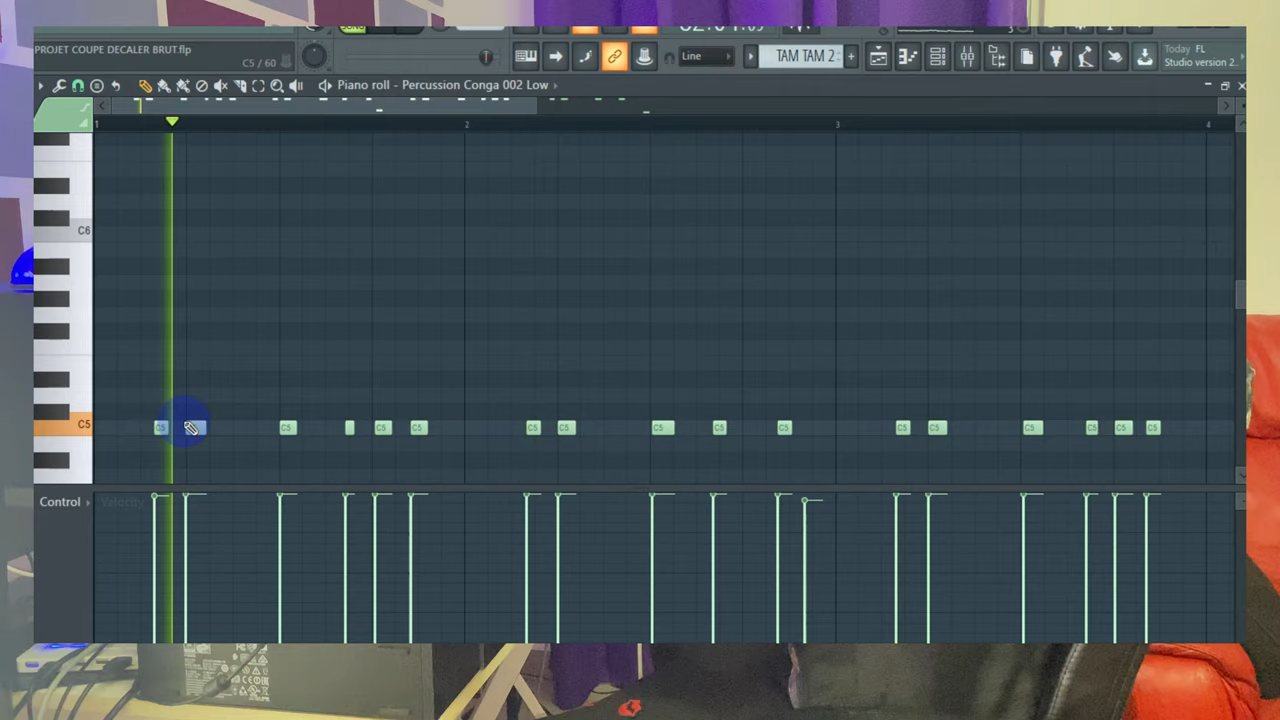 PROJET COUPE DECALER BRUT.flp
C5 / 60
Line
TAM TAM 2
Today FL
Studio version 2..
Piano roll - Percussion Conga 002 Low
1 2 3 4
C6
C5
C5 C5 C5 C5 C5 C5 C5 C5 C5 C5 C5 C5 C5 C5 C5
Control Velocity